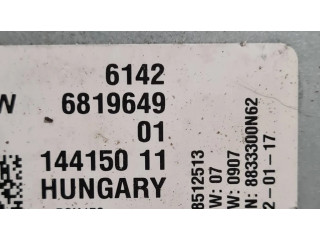 6142
W 6819649
01
144150 11
HUNGARY
8512513
W: 07
W: 0907
N: 8833300N62
2-01-17